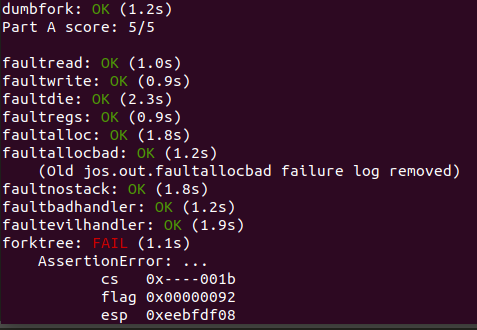 dumbfork: OK (1.2s)
Part A score: 5/5

faultread: OK (1.0s)
faultwrite: OK (0.9s)
faultdie: OK (2.3s)
faultregs: OK (0.9s)
faultalloc: OK (1.8s)
faultallocbad: OK (1.2s)
    (Old jos.out.faultallocbad failure log removed)
faultnostack: OK (1.8s)
faultbadhandler: OK (1.2s)
faultevilhandler: OK (1.9s)
forktree: FAIL (1.1s)
    AssertionError: ...
           cs   0x----001b
           flag 0x00000092
           esp  0xeebfdf08